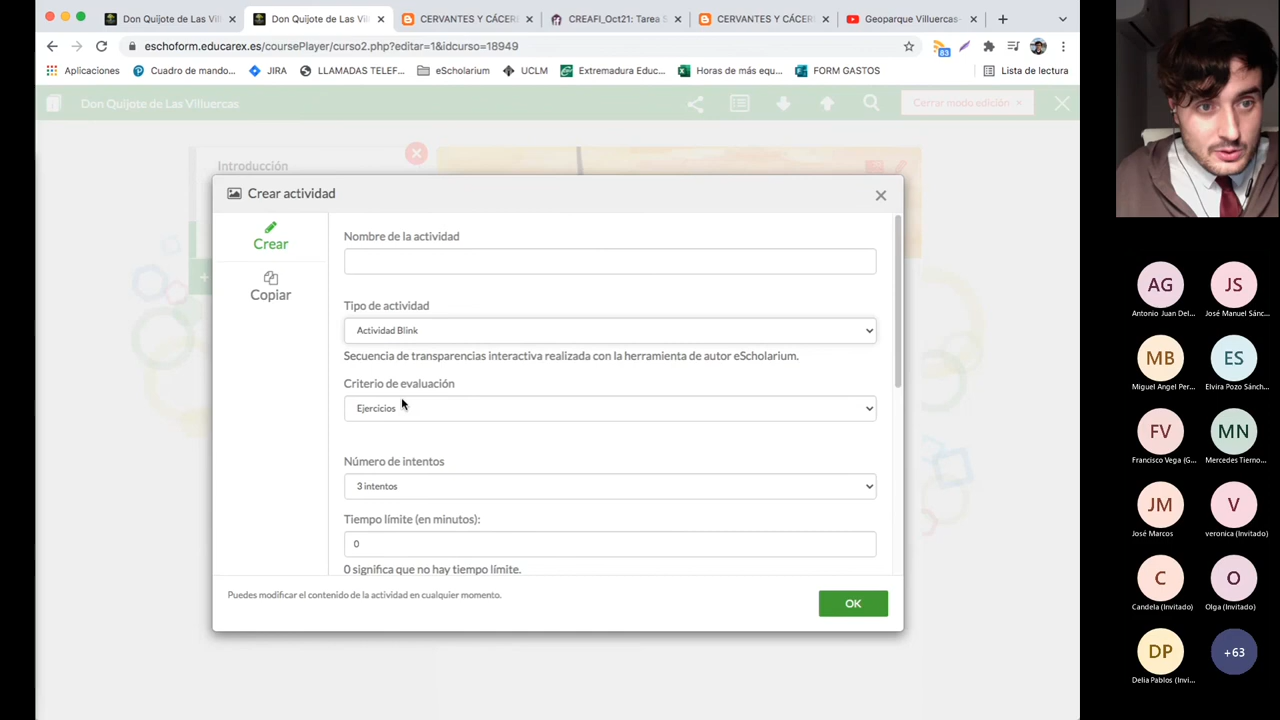 Don Quijote de Las Vil
Don Quijote de Las Vil
CERVANTES Y CÁCER
CREAFI_Oct21: Tarea S
CERVANTES Y CÁCER
Geoparque Villuercas-
eschoform.educarex.es/coursePlayer/curso2.php?editar=1&idcurso=18949
83
Aplicaciones
Cuadro de mando...
JIRA
LLAMADAS TELEF...
eScholarium
UCLM
Extremadura Educ...
Horas de más equ...
FORM GASTOS
Lista de lectura
Don Quijote de Las Villuercas
Cerrar modo edición ×
Introducción
Crear actividad
Crear
Copiar
Nombre de la actividad
Tipo de actividad
Actividad Blink
Secuencia de transparencias interactiva realizada con la herramienta de autor eScholarium.
Criterio de evaluación
Ejercicios
Número de intentos
3 intentos
Tiempo límite (en minutos):
0
0 significa que no hay tiempo límite.
Puedes modificar el contenido de la actividad en cualquier momento.
OK
AG
Antonio Juan Del...
JS
José Manuel Sánc...
MB
Miguel Angel Per...
ES
Elvira Pozo Sánch...
FV
Francisco Vega (G...
MN
Mercedes Tierno...
JM
José Marcos
V
veronica (Invitado)
C
Candela (Invitado)
O
Olga (Invitado)
DP
Delia Pablos (Invi...
+63